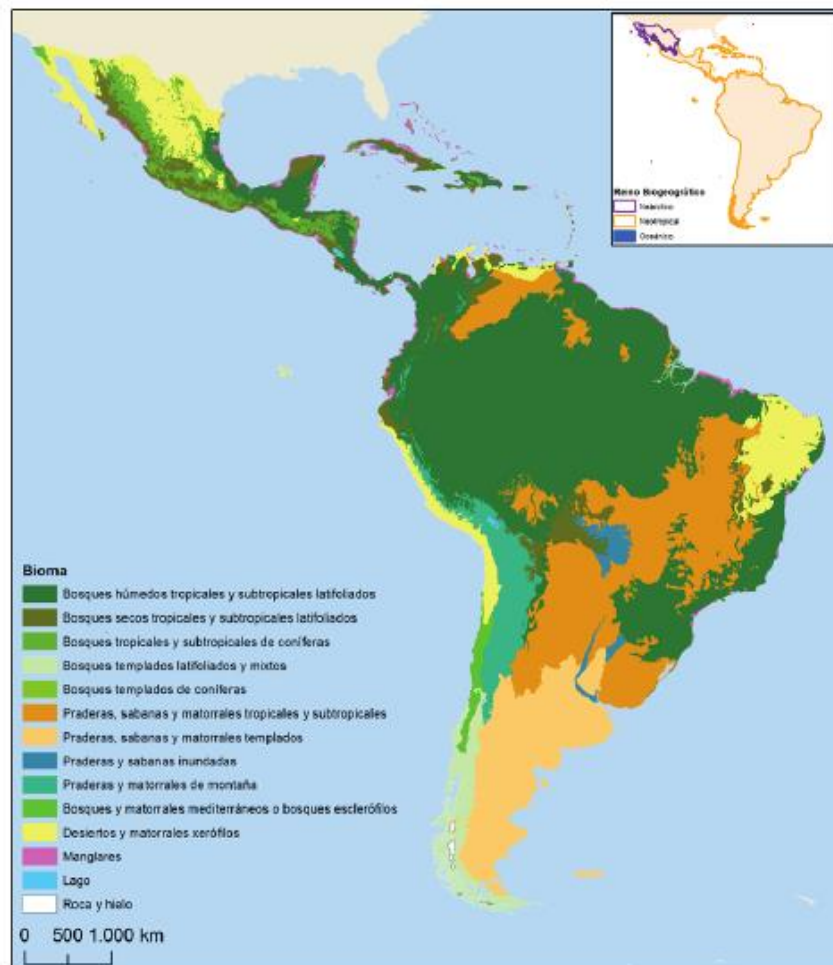 Reino Biogeográfico
Neártico
Neotropical
Oceánico
Bioma
Bosques húmedos tropicales y subtropicales latifoliados
Bosques secos tropicales y subtropicales latifoliados
Bosques tropicales y subtropicales de coníferas
Bosques templados latifoliados y mixtos
Bosques templados de coníferas
Praderas, sabanas y matorrales tropicales y subtropicales
Praderas, sabanas y matorrales templados
Praderas y sabanas inundadas
Praderas y matorrales de montaña
Bosques y matorrales mediterráneos o bosques esclerófilos
Desiertos y matorrales xerófilos
Manglares
Lago
Roca y hielo
0 500 1.000 km